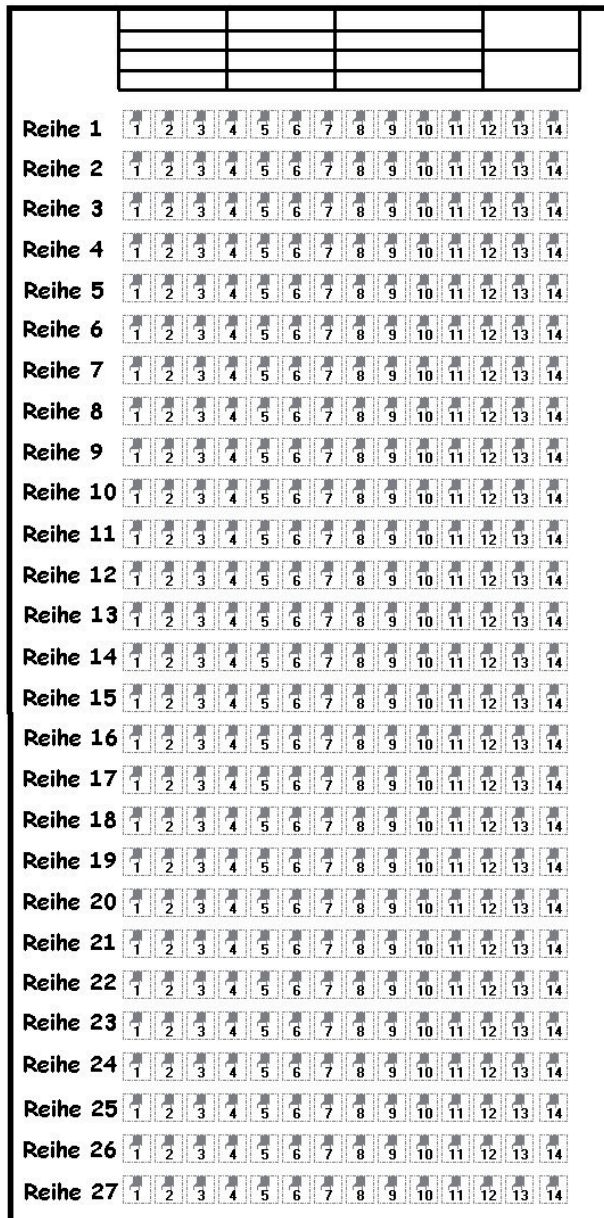 Reihe 1 1 2 3 4 5 6 7 8 9 10 11 12 13 14
Reihe 2 1 2 3 4 5 6 7 8 9 10 11 12 13 14
Reihe 3 1 2 3 4 5 6 7 8 9 10 11 12 13 14
Reihe 4 1 2 3 4 5 6 7 8 9 10 11 12 13 14
Reihe 5 1 2 3 4 5 6 7 8 9 10 11 12 13 14
Reihe 6 1 2 3 4 5 6 7 8 9 10 11 12 13 14
Reihe 7 1 2 3 4 5 6 7 8 9 10 11 12 13 14
Reihe 8 1 2 3 4 5 6 7 8 9 10 11 12 13 14
Reihe 9 1 2 3 4 5 6 7 8 9 10 11 12 13 14
Reihe 10 1 2 3 4 5 6 7 8 9 10 11 12 13 14
Reihe 11 1 2 3 4 5 6 7 8 9 10 11 12 13 14
Reihe 12 1 2 3 4 5 6 7 8 9 10 11 12 13 14
Reihe 13 1 2 3 4 5 6 7 8 9 10 11 12 13 14
Reihe 14 1 2 3 4 5 6 7 8 9 10 11 12 13 14
Reihe 15 1 2 3 4 5 6 7 8 9 10 11 12 13 14
Reihe 16 1 2 3 4 5 6 7 8 9 10 11 12 13 14
Reihe 17 1 2 3 4 5 6 7 8 9 10 11 12 13 14
Reihe 18 1 2 3 4 5 6 7 8 9 10 11 12 13 14
Reihe 19 1 2 3 4 5 6 7 8 9 10 11 12 13 14
Reihe 20 1 2 3 4 5 6 7 8 9 10 11 12 13 14
Reihe 21 1 2 3 4 5 6 7 8 9 10 11 12 13 14
Reihe 22 1 2 3 4 5 6 7 8 9 10 11 12 13 14
Reihe 23 1 2 3 4 5 6 7 8 9 10 11 12 13 14
Reihe 24 1 2 3 4 5 6 7 8 9 10 11 12 13 14
Reihe 25 1 2 3 4 5 6 7 8 9 10 11 12 13 14
Reihe 26 1 2 3 4 5 6 7 8 9 10 11 12 13 14
Reihe 27 1 2 3 4 5 6 7 8 9 10 11 12 13 14